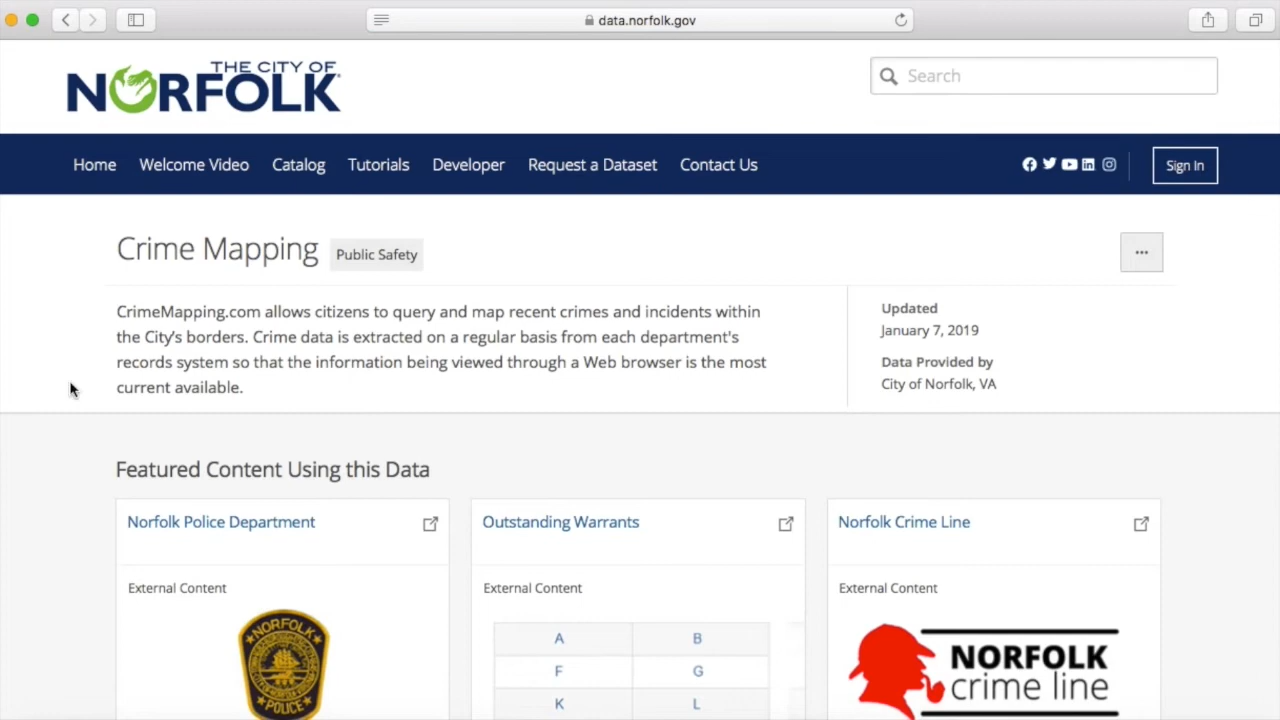 data.norfolk.gov
THE CITY OF
NORFOLK
Search
Home Welcome Video Catalog Tutorials Developer Request a Dataset Contact Us Sign In
Crime Mapping Public Safety
CrimeMapping.com allows citizens to query and map recent crimes and incidents within
the City's borders. Crime data is extracted on a regular basis from each department's
records system so that the information being viewed through a Web browser is the most
current available.
Updated
January 7, 2019
Data Provided by
City of Norfolk, VA
Featured Content Using this Data
Norfolk Police Department
External Content
NORFOLK
POLICE
Outstanding Warrants
External Content
A B
F G
K L
Norfolk Crime Line
External Content
NORFOLK
crime line